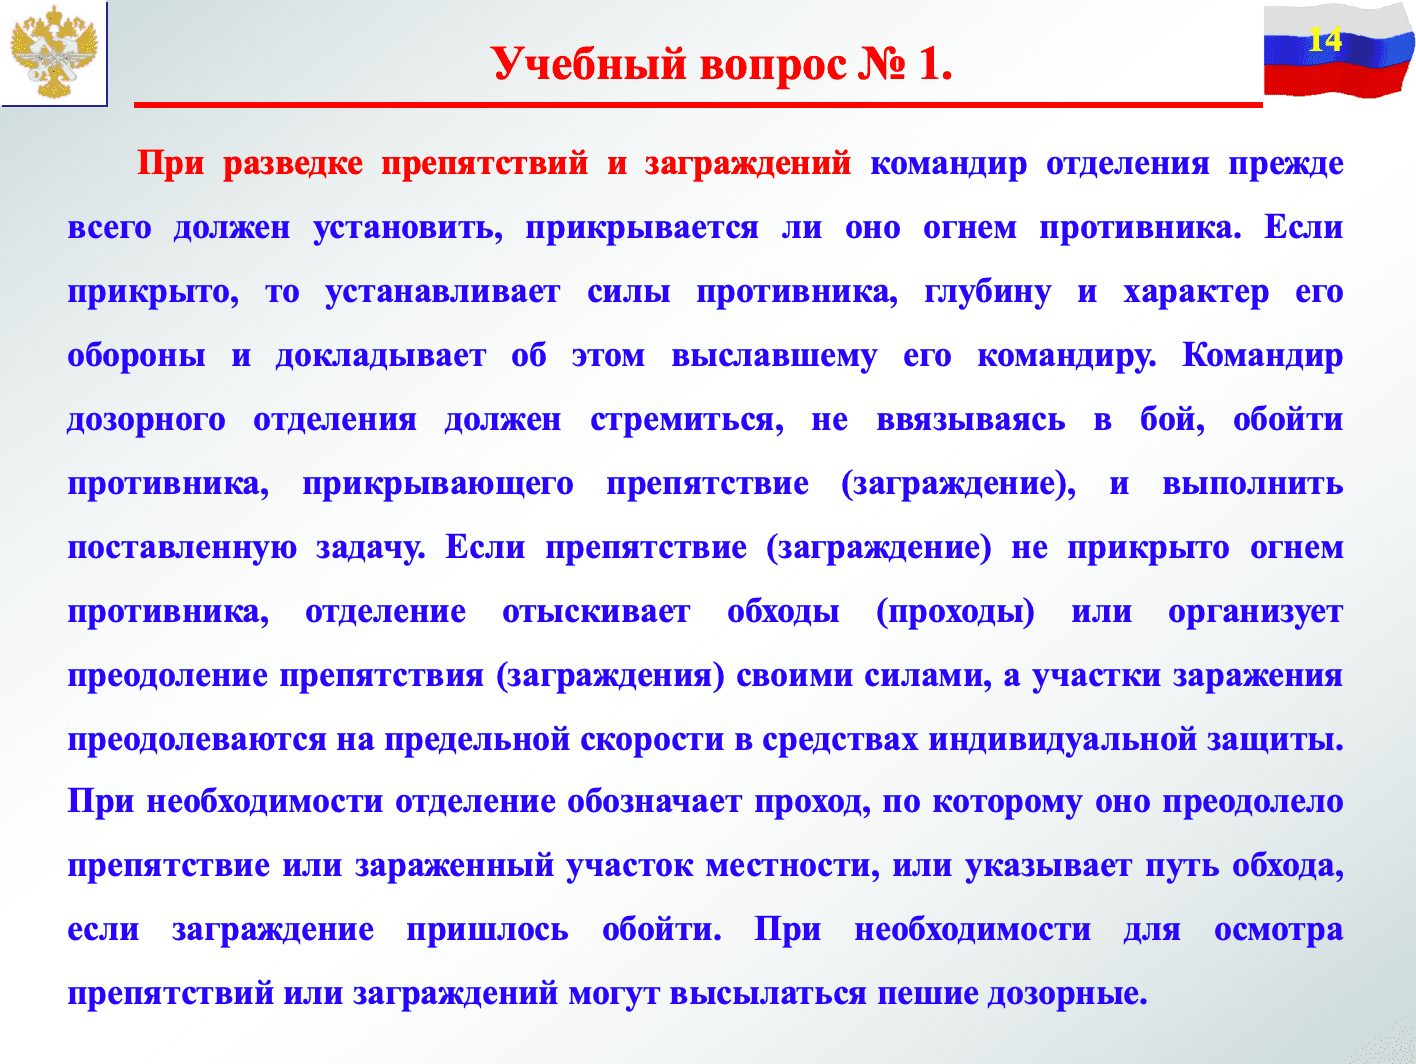 Учебный вопрос № 1.
14
При разведке препятствий и заграждений командир отделения прежде
всего должен установить, прикрывается ли оно огнем противника. Если
прикрыто, то устанавливает силы противника, глубину и характер его
обороны и докладывает об этом выславшему его командиру. Командир
дозорного отделения должен стремиться, не ввязываясь в бой, обойти
противника, прикрывающего препятствие (заграждение), и выполнить
поставленную задачу. Если препятствие (заграждение) не прикрыто огнем
противника, отделение отыскивает обходы (проходы) или организует
преодоление препятствия (заграждения) своими силами, а участки заражения
преодолеваются на предельной скорости в средствах индивидуальной защиты.
При необходимости отделение обозначает проход, по которому оно преодолело
препятствие или зараженный участок местности, или указывает путь обхода,
если заграждение пришлось обойти. При необходимости для осмотра
препятствий или заграждений могут высылаться пешие дозорные.